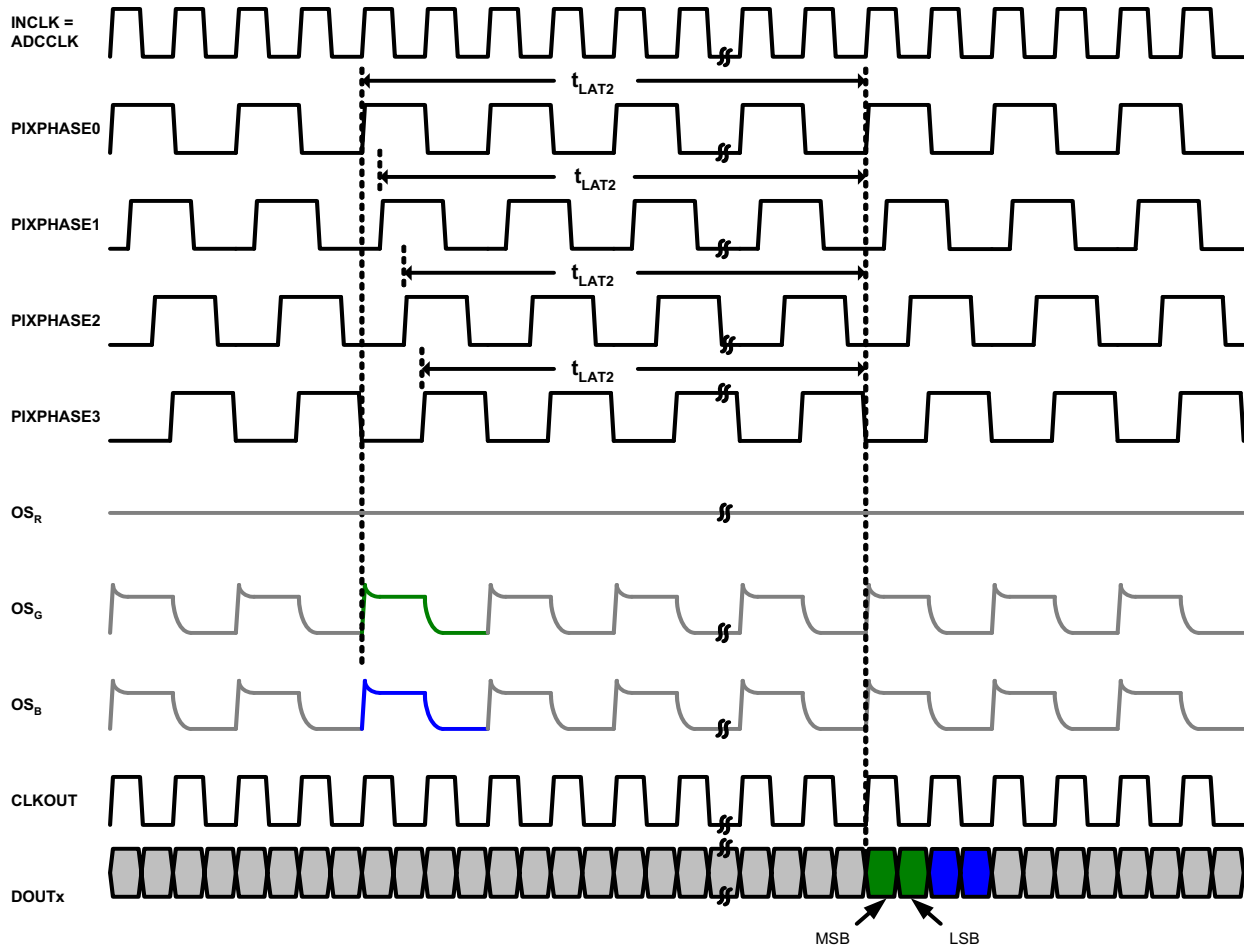 INCLK =
ADCCLK
tLAT2
PIXPHASE0
tLAT2
PIXPHASE1
tLAT2
PIXPHASE2
tLAT2
PIXPHASE3
OSR
OSG
OSB
CLKOUT
DOUTx
MSB LSB